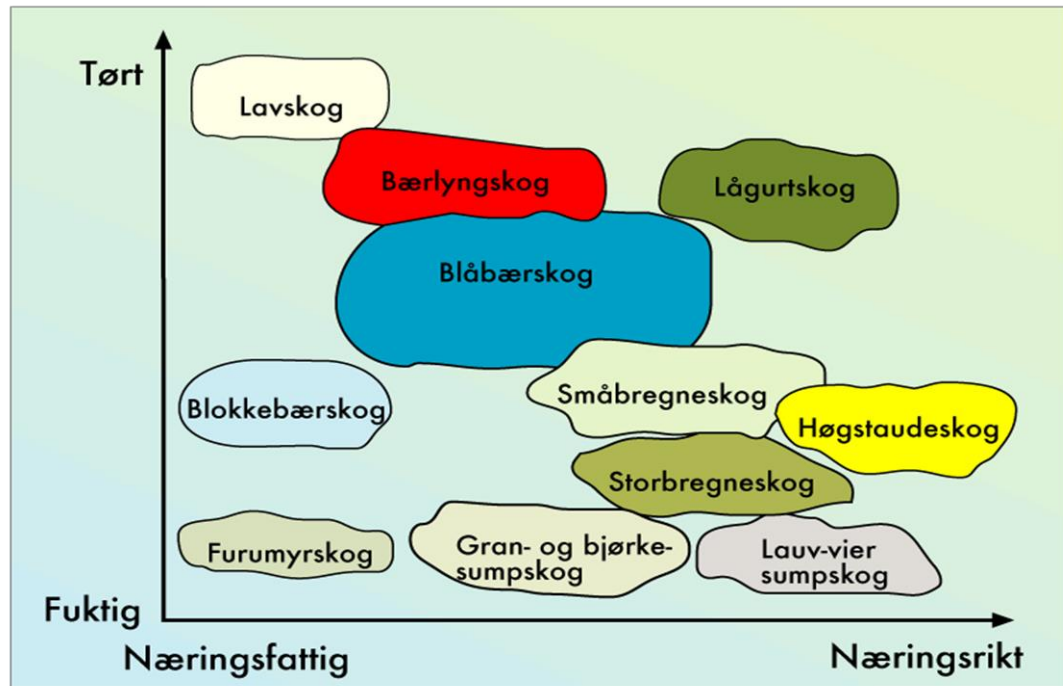 Tørt
Lavskog
Bærlyngskog
Lågurtskog
Blåbærskog
Småbregneskog
Blokkebærskog
Høgstaudeskog
Storbregneskog
Furumyrskog
Gran- og bjørke-
sumpskog
Lauv-vier
sumpskog
Fuktig
Næringsfattig
Næringsrikt